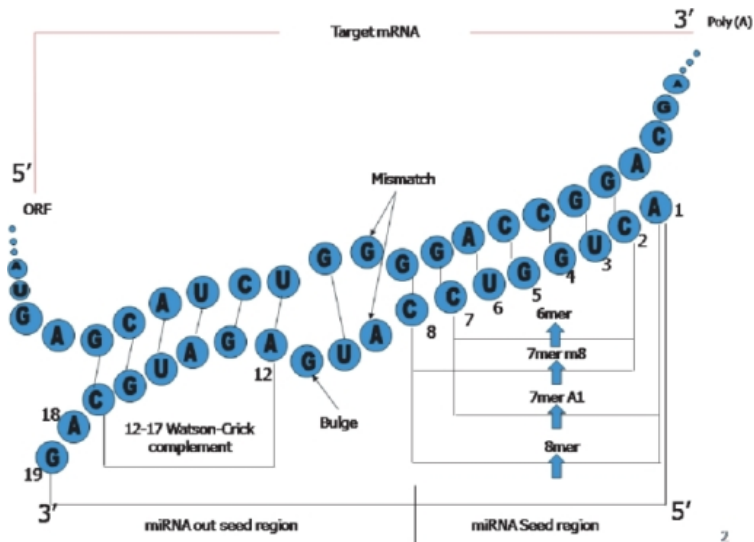 3′ Poly (A)
Target mRNA
5′
ORF
Mismatch
A U G A G C A U C U G G G G A C C G G A C G A
G A C G U A G A G U A C C U G G U C A
19 18 12 8 7 6 5 4 3 2 1
6mer
7mer m8
7mer A1
8mer
12-17 Watson-Crick
complement
Bulge
3′ 5′
miRNA out seed region miRNA Seed region
2